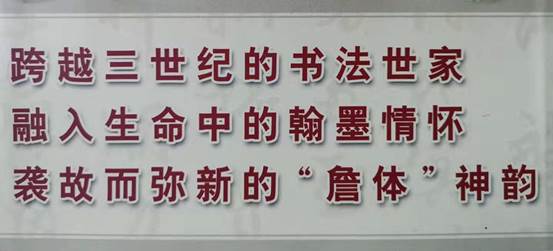 跨越三世纪的书法世家
融入生命中的翰墨情怀
袭故而弥新的“詹体”神韵